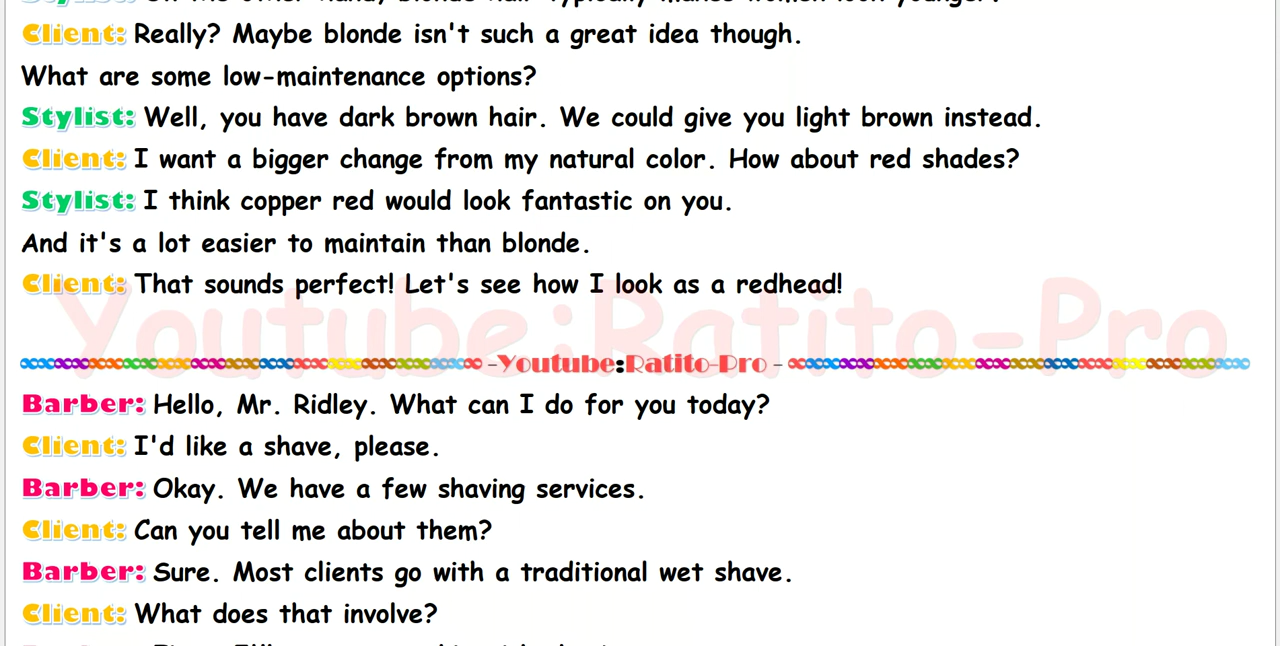 Client: Really? Maybe blonde isn't such a great idea though.
What are some low-maintenance options?
Stylist: Well, you have dark brown hair. We could give you light brown instead.
Client: I want a bigger change from my natural color. How about red shades?
Stylist: I think copper red would look fantastic on you.
And it's a lot easier to maintain than blonde.
Client: That sounds perfect! Let's see how I look as a redhead!
Youtube:Ratito-Pro
-Youtube:Ratito-Pro -
Barber: Hello, Mr. Ridley. What can I do for you today?
Client: I'd like a shave, please.
Barber: Okay. We have a few shaving services.
Client: Can you tell me about them?
Barber: Sure. Most clients go with a traditional wet shave.
Client: What does that involve?